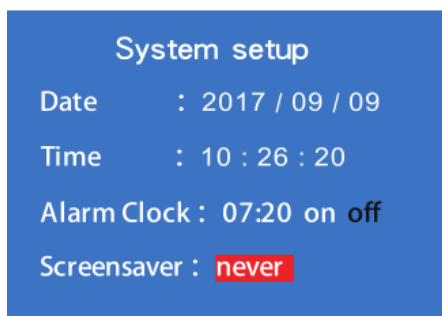 System setup
Date : 2017 / 09 / 09
Time : 10 : 26 : 20
Alarm Clock : 07:20 on off
Screensaver : never